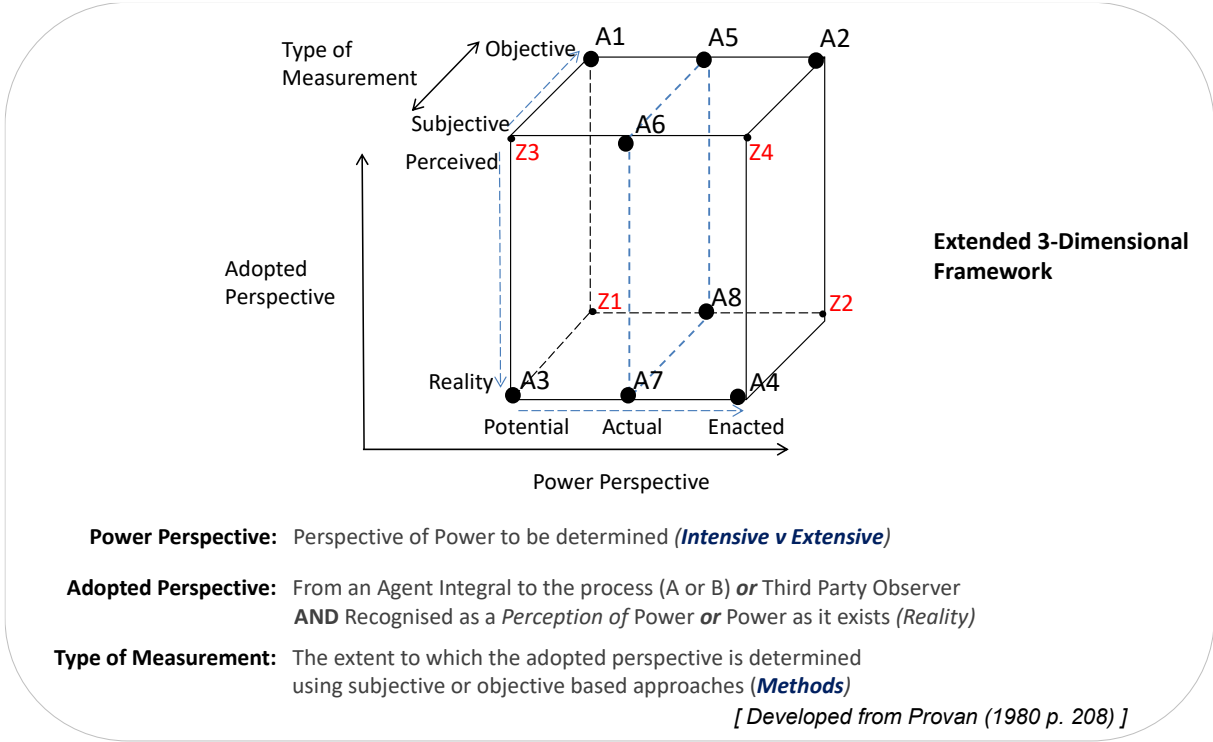 A1
A5
A2
Type of
Measurement
Objective
Subjective
A6
Z3
Z4
Perceived
Extended 3-Dimensional
Framework
Adopted
Perspective
Z1
A8
Z2
Reality
A3
A7
A4
Potential
Actual
Enacted
Power Perspective
Power Perspective: Perspective of Power to be determined (Intensive v Extensive)
Adopted Perspective: From an Agent Integral to the process (A or B) or Third Party Observer
AND Recognised as a Perception of Power or Power as it exists (Reality)
Type of Measurement: The extent to which the adopted perspective is determined
using subjective or objective based approaches (Methods)
[ Developed from Provan (1980 p. 208) ]